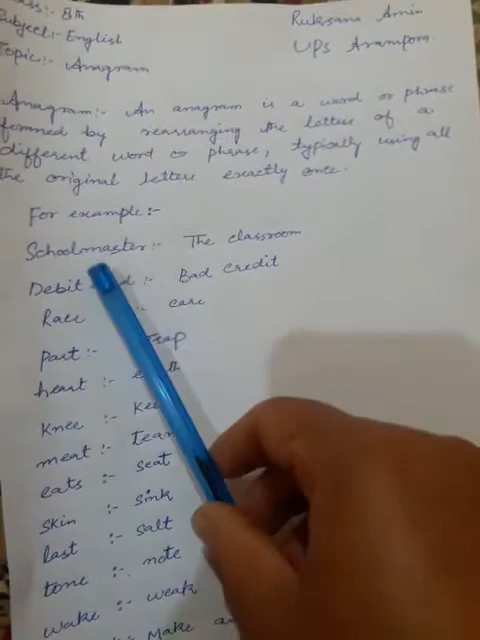 Class:- 8th
Ruksana Amin
Subject:- English
UPS Arampora
Topic:- Anagram
Anagram:- An anagram is a word or phrase
formed by rearranging the letters of a
different word or phrase, typically using all
the original letters exactly once.
For example:-
Schoolmaster:- The classroom
Debit :- Bad credit
Race :- care
part:- Trap
heart :-
Knee :-
meat :- Team
eats :- seat
Skin :- sink
last :- salt
tone :- note
wake :- weak
:- Make